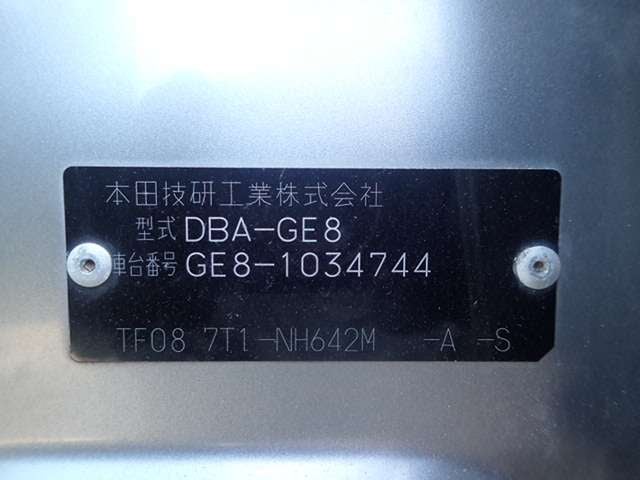 本田技研工業株式会社
型式 DBA-GE8
車台番号 GE8-1034744
TF08 7T1-NH642M -A -S